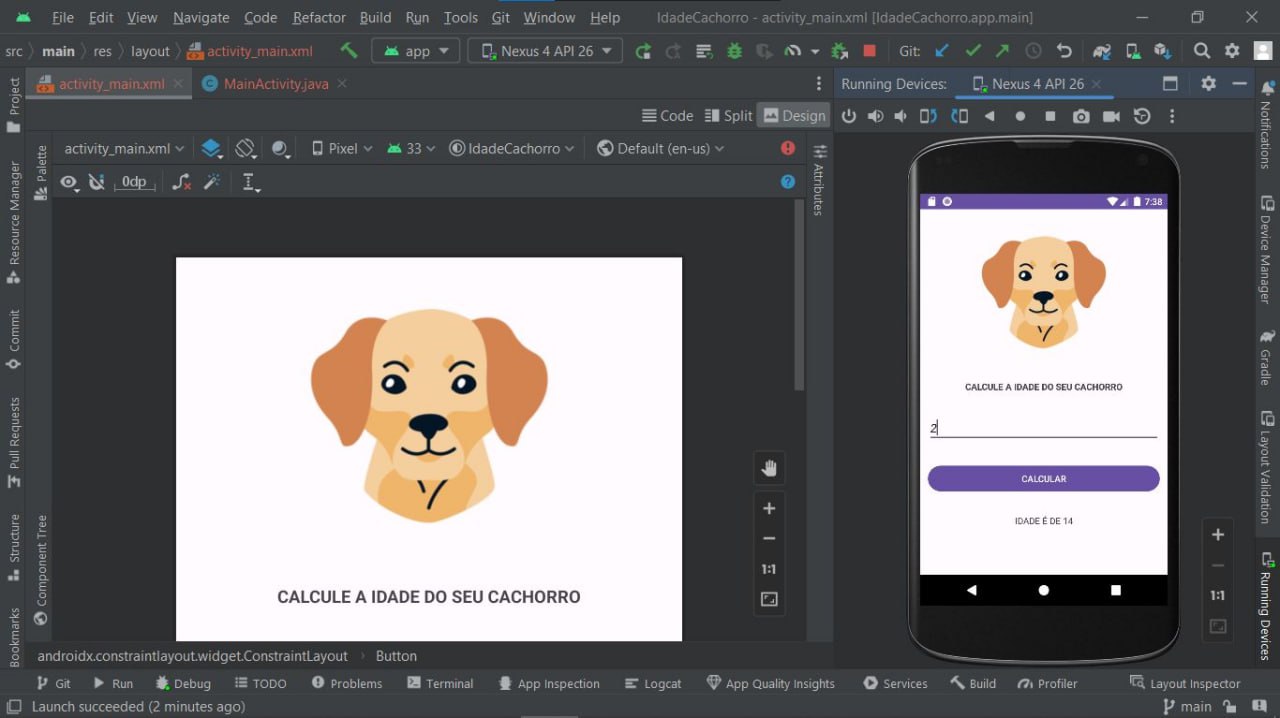 File Edit View Navigate Code Refactor Build Run Tools Git Window Help IdadeCachorro - activity_main.xml [IdadeCachorro.app.main]
src main res layout activity_main.xml app Nexus 4 API 26 Git:
activity_main.xml MainActivity.java Running Devices: Nexus 4 API 26
Code Split Design
activity_main.xml Pixel 33 IdadeCachorro Default (en-us)
0dp
Project
Resource Manager
Commit
Pull Requests
Structure
Bookmarks
Palette
Component Tree
CALCULE A IDADE DO SEU CACHORRO
1:1
Attributes
7:38
CALCULE A IDADE DO SEU CACHORRO
2
CALCULAR
IDADE É DE 14
1:1
Notifications
Device Manager
Gradle
Layout Validation
Running Devices
androidx.constraintlayout.widget.ConstraintLayout Button
Git Run Debug TODO Problems Terminal App Inspection Logcat App Quality Insights Services Build Profiler Layout Inspector
Launch succeeded (2 minutes ago) main